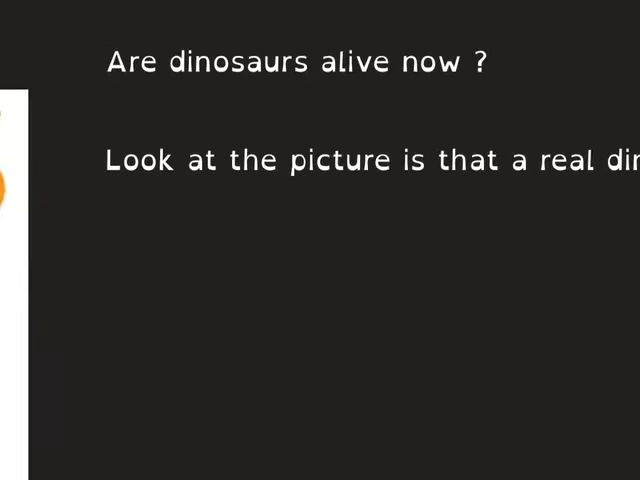 Are dinosaurs alive now ?
Look at the picture is that a real